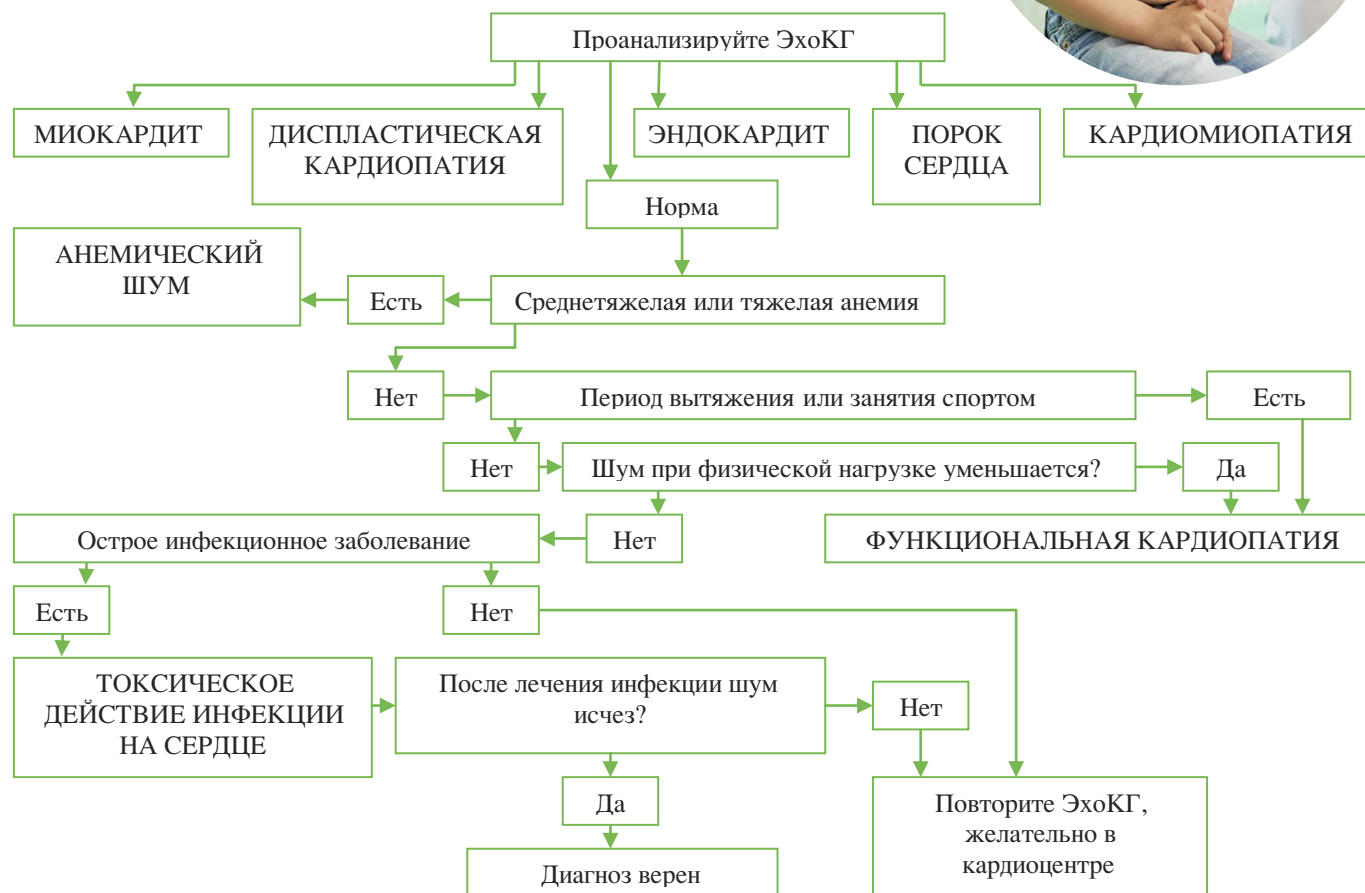 Проанализируйте ЭхоКГ
МИОКАРДИТ
ДИСПЛАСТИЧЕСКАЯ
КАРДИОПАТИЯ
ЭНДОКАРДИТ
ПОРОК
СЕРДЦА
КАРДИОМИОПАТИЯ
Норма
АНЕМИЧЕСКИЙ
ШУМ
Есть
Среднетяжелая или тяжелая анемия
Нет
Период вытяжения или занятия спортом
Есть
Нет
Шум при физической нагрузке уменьшается?
Да
Острое инфекционное заболевание
Нет
ФУНКЦИОНАЛЬНАЯ КАРДИОПАТИЯ
Есть
Нет
ТОКСИЧЕСКОЕ
ДЕЙСТВИЕ ИНФЕКЦИИ
НА СЕРДЦЕ
После лечения инфекции шум
исчез?
Нет
Да
Повторите ЭхоКГ,
желательно в
кардиоцентре
Диагноз верен